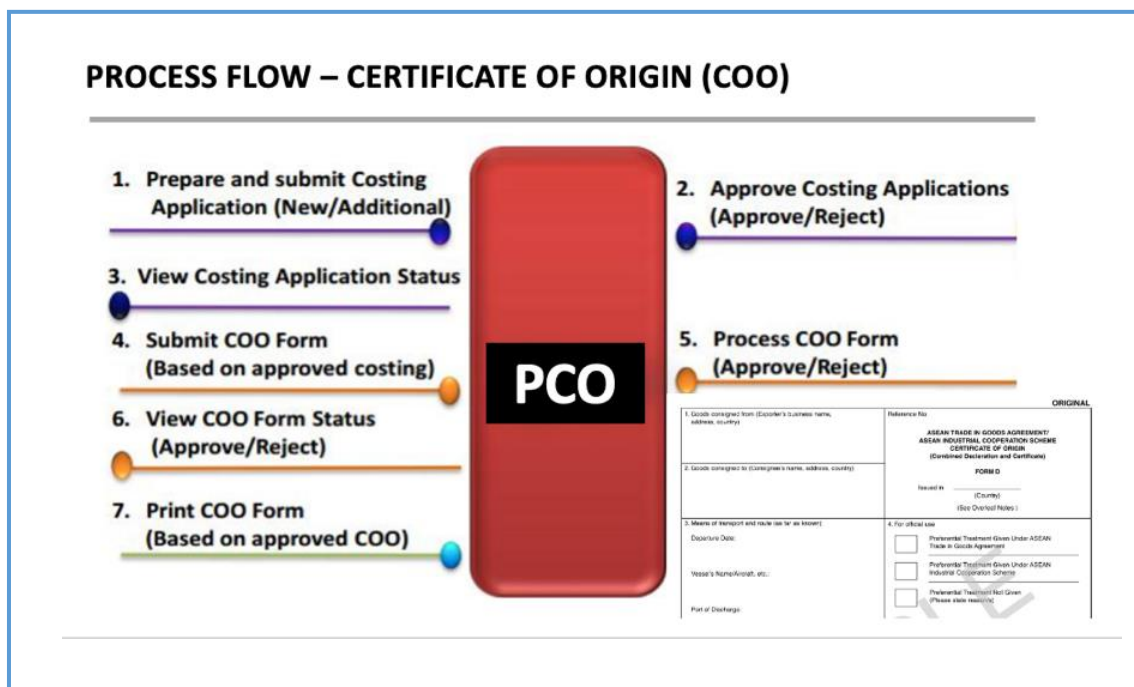 PROCESS FLOW – CERTIFICATE OF ORIGIN (COO)
1. Prepare and submit Costing
Application (New/Additional)
2. Approve Costing Applications
(Approve/Reject)
3. View Costing Application Status
4. Submit COO Form
(Based on approved costing)
5. Process COO Form
(Approve/Reject)
PCO
6. View COO Form Status
(Approve/Reject)
7. Print COO Form
(Based on approved COO)
ORIGINAL
1. Goods consigned from (Exporter's business name,
address, country)
Reference No
ASEAN TRADE IN GOODS AGREEMENT/
ASEAN INDUSTRIAL COOPERATION SCHEME
CERTIFICATE OF ORIGIN
(Combined Declaration and Certificate)
FORM D
2. Goods consigned to (Consignee's name, address, country)
Issued in
(Country)
(See Overleaf Notes )
3. Means of transport and route (as far as known)
Departure Date:
Vessel's Name/Aircraft, etc.:
Port of Discharge:
4. For official use
Preferential Treatment Given Under ASEAN
Trade in Goods Agreement
Preferential Treatment Given Under ASEAN
Industrial Cooperation Scheme
Preferential Treatment Not Given
(Please state reason/s)